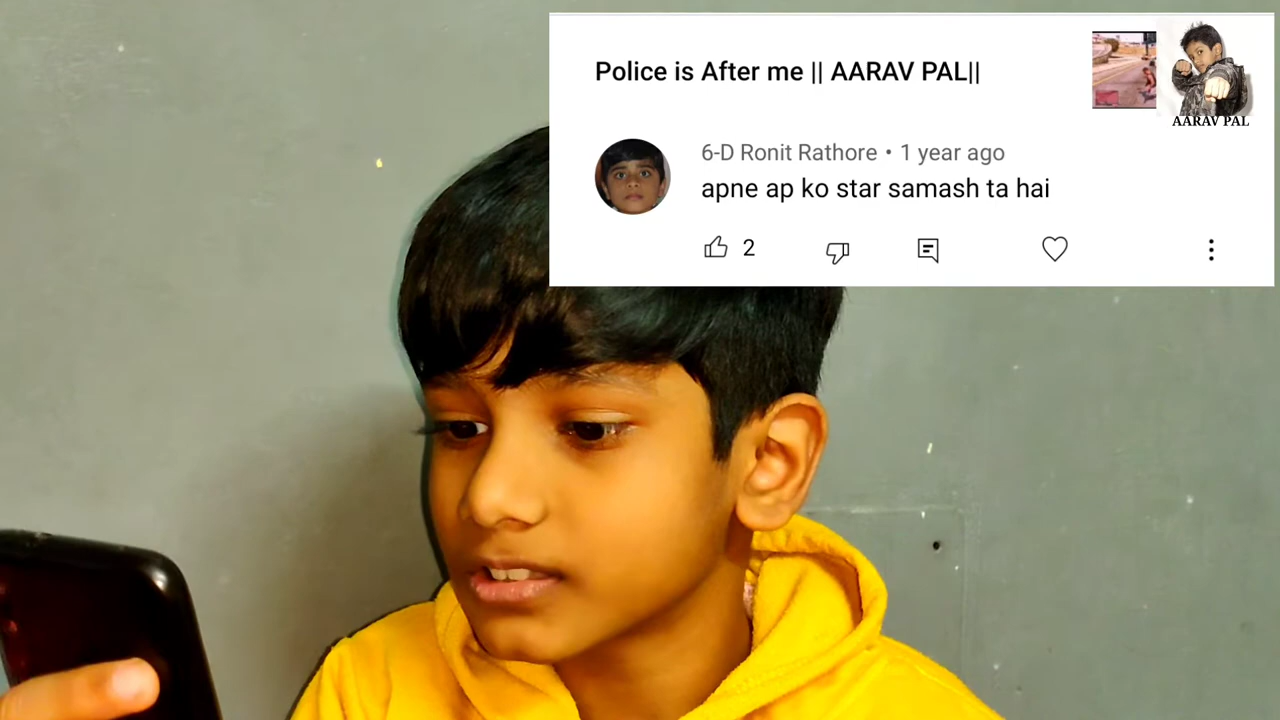 Police is After me || AARAV PAL||
AARAV PAL
6-D Ronit Rathore • 1 year ago
apne ap ko star samash ta hai
2